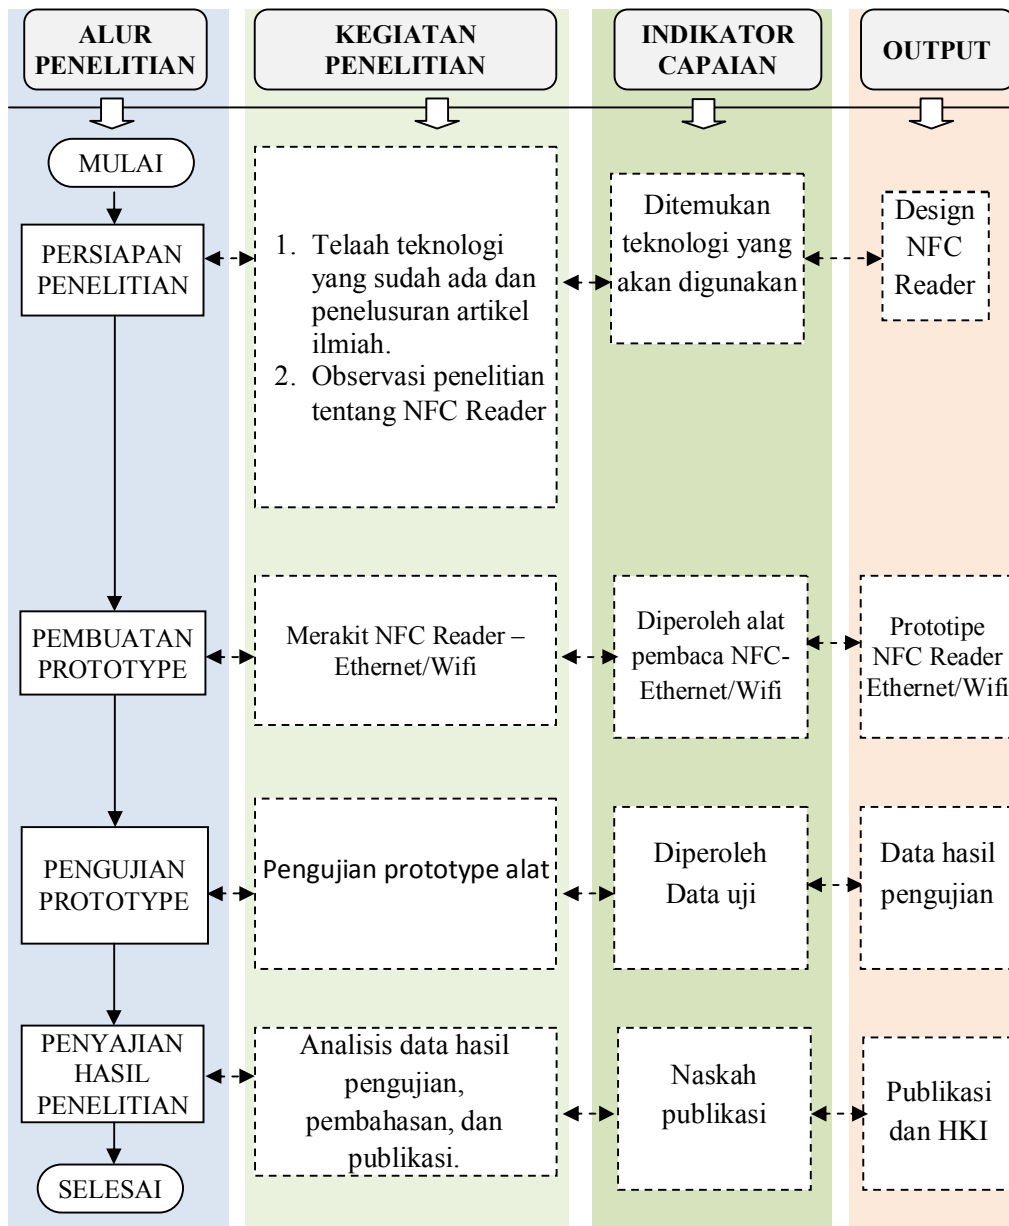 ALUR
PENELITIAN
KEGIATAN
PENELITIAN
INDIKATOR
CAPAIAN
OUTPUT
MULAI
PERSIAPAN
PENELITIAN
1. Telaah teknologi
yang sudah ada dan
penelusuran artikel
ilmiah.
2. Observasi penelitian
tentang NFC Reader
Ditemukan
teknologi yang
akan digunakan
Design
NFC
Reader
PEMBUATAN
PROTOTYPE
Merakit NFC Reader –
Ethernet/Wifi
Diperoleh alat
pembaca NFC-
Ethernet/Wifi
Prototipe
NFC Reader
Ethernet/Wifi
PENGUJIAN
PROTOTYPE
Pengujian prototype alat
Diperoleh
Data uji
Data hasil
pengujian
PENYAJIAN
HASIL
PENELITIAN
Analisis data hasil
pengujian,
pembahasan, dan
publikasi.
Naskah
publikasi
Publikasi
dan HKI
SELESAI